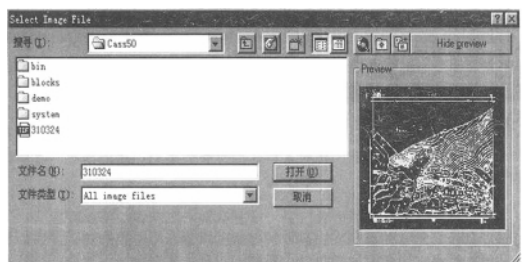 Select Image File
搜寻(I):
Cass50
Hide preview
bin
blocks
demo
system
310324
Preview
文件名(N):
310324
打开(O)
文件类型(T):
All image files
取消